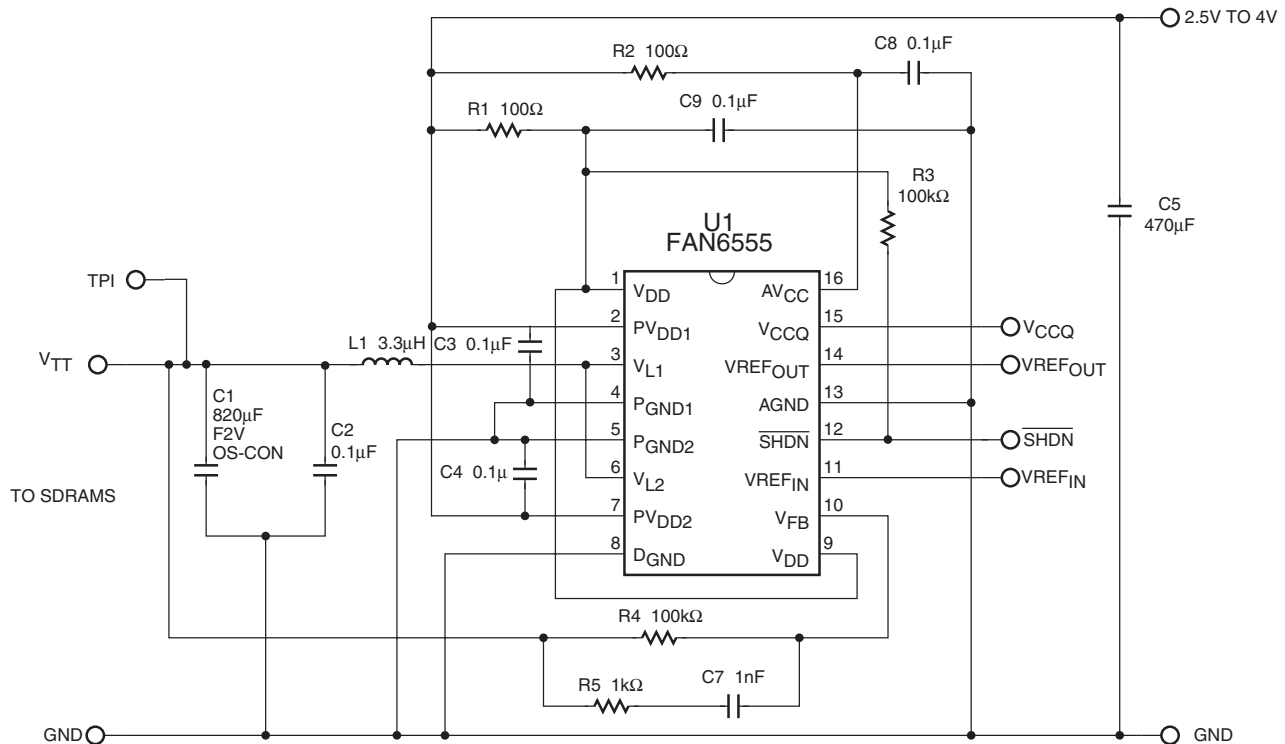 2.5V TO 4V
R2 100Ω
C8 0.1µF
C9 0.1µF
R1 100Ω
R3
100kΩ
C5
470µF
U1
FAN6555
TPI
1
VDD
16
AVCC
2
PVDD1
15
VCCQ
VCCQ
VTT
L1 3.3µH
C3 0.1µF
3
VL1
14
VREFOUT
VREFOUT
C1
820µF
F2V
OS-CON
C2
0.1µF
4
PGND1
13
AGND
5
PGND2
12
SHDN
SHDN
C4 0.1µ
6
VL2
11
VREFIN
VREFIN
TO SDRAMS
7
PVDD2
10
VFB
8
DGND
9
VDD
R4 100kΩ
R5 1kΩ
C7 1nF
GND
GND